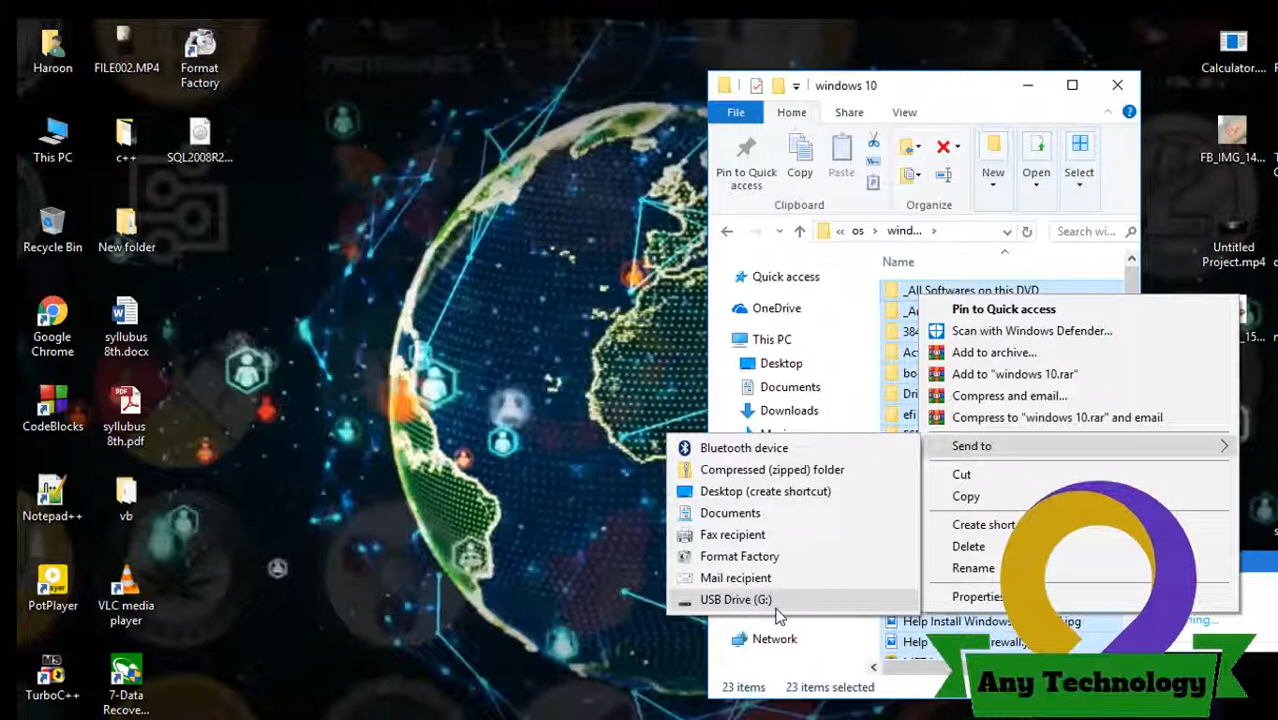 Haroon
FILE002.MP4
Format
Factory
This PC
c++
SQL2008R2...
Recycle Bin
New folder
Google
Chrome
syllubus
8th.docx
CodeBlocks
syllubus
8th.pdf
Notepad++
vb
PotPlayer
VLC media
player
TurboC++
7-Data
Recove...
windows 10
File
Home
Share
View
Pin to Quick
access
Copy
Paste
New
Open
Select
Clipboard
Organize
os
wind...
Search wi...
Name
Quick access
OneDrive
This PC
Desktop
Documents
Downloads
Network
_All Softwares on this DVD
384
efi
Help Install Windows
Help
23 items
23 items selected
Pin to Quick access
Scan with Windows Defender...
Add to archive...
Add to "windows 10.rar"
Compress and email...
Compress to "windows 10.rar" and email
Send to
Cut
Copy
Create short
Delete
Rename
Properties
Bluetooth device
Compressed (zipped) folder
Desktop (create shortcut)
Documents
Fax recipient
Format Factory
Mail recipient
USB Drive (G:)
Calculator....
FB_IMG_14...
Untitled
Project.mp4
Any Technology